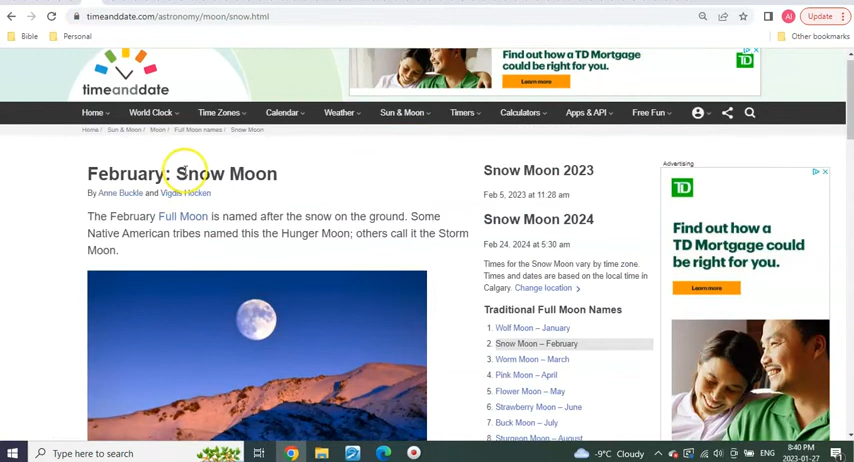 timeanddate.com/astronomy/moon/snow.html
AI
Update
Bible
Personal
Other bookmarks
timeanddate
Find out how a
TD Mortgage
could be right for you.
Learn more
TD
Home World Clock Time Zones Calendar Weather Sun & Moon Timers Calculators Apps & API Free Fun
Home / Sun & Moon / Moon / Full Moon names / Snow Moon
February: Snow Moon
By Anne Buckle and Vigdis Hocken
The February Full Moon is named after the snow on the ground. Some
Native American tribes named this the Hunger Moon; others call it the Storm
Moon.
Snow Moon 2023
Feb 5, 2023 at 11:28 am
Snow Moon 2024
Feb 24, 2024 at 5:30 am
Times for the Snow Moon vary by time zone.
Times and dates are based on the local time in
Calgary. Change location
Traditional Full Moon Names
1. Wolf Moon – January
2. Snow Moon – February
3. Worm Moon – March
4. Pink Moon – April
5. Flower Moon – May
6. Strawberry Moon – June
7. Buck Moon – July
8. Sturgeon Moon – August
Advertising
TD
Find out how a
TD Mortgage
could be right
for you.
Learn more
Type here to search
-9°C Cloudy
ENG
8:40 PM
2023-01-27
1